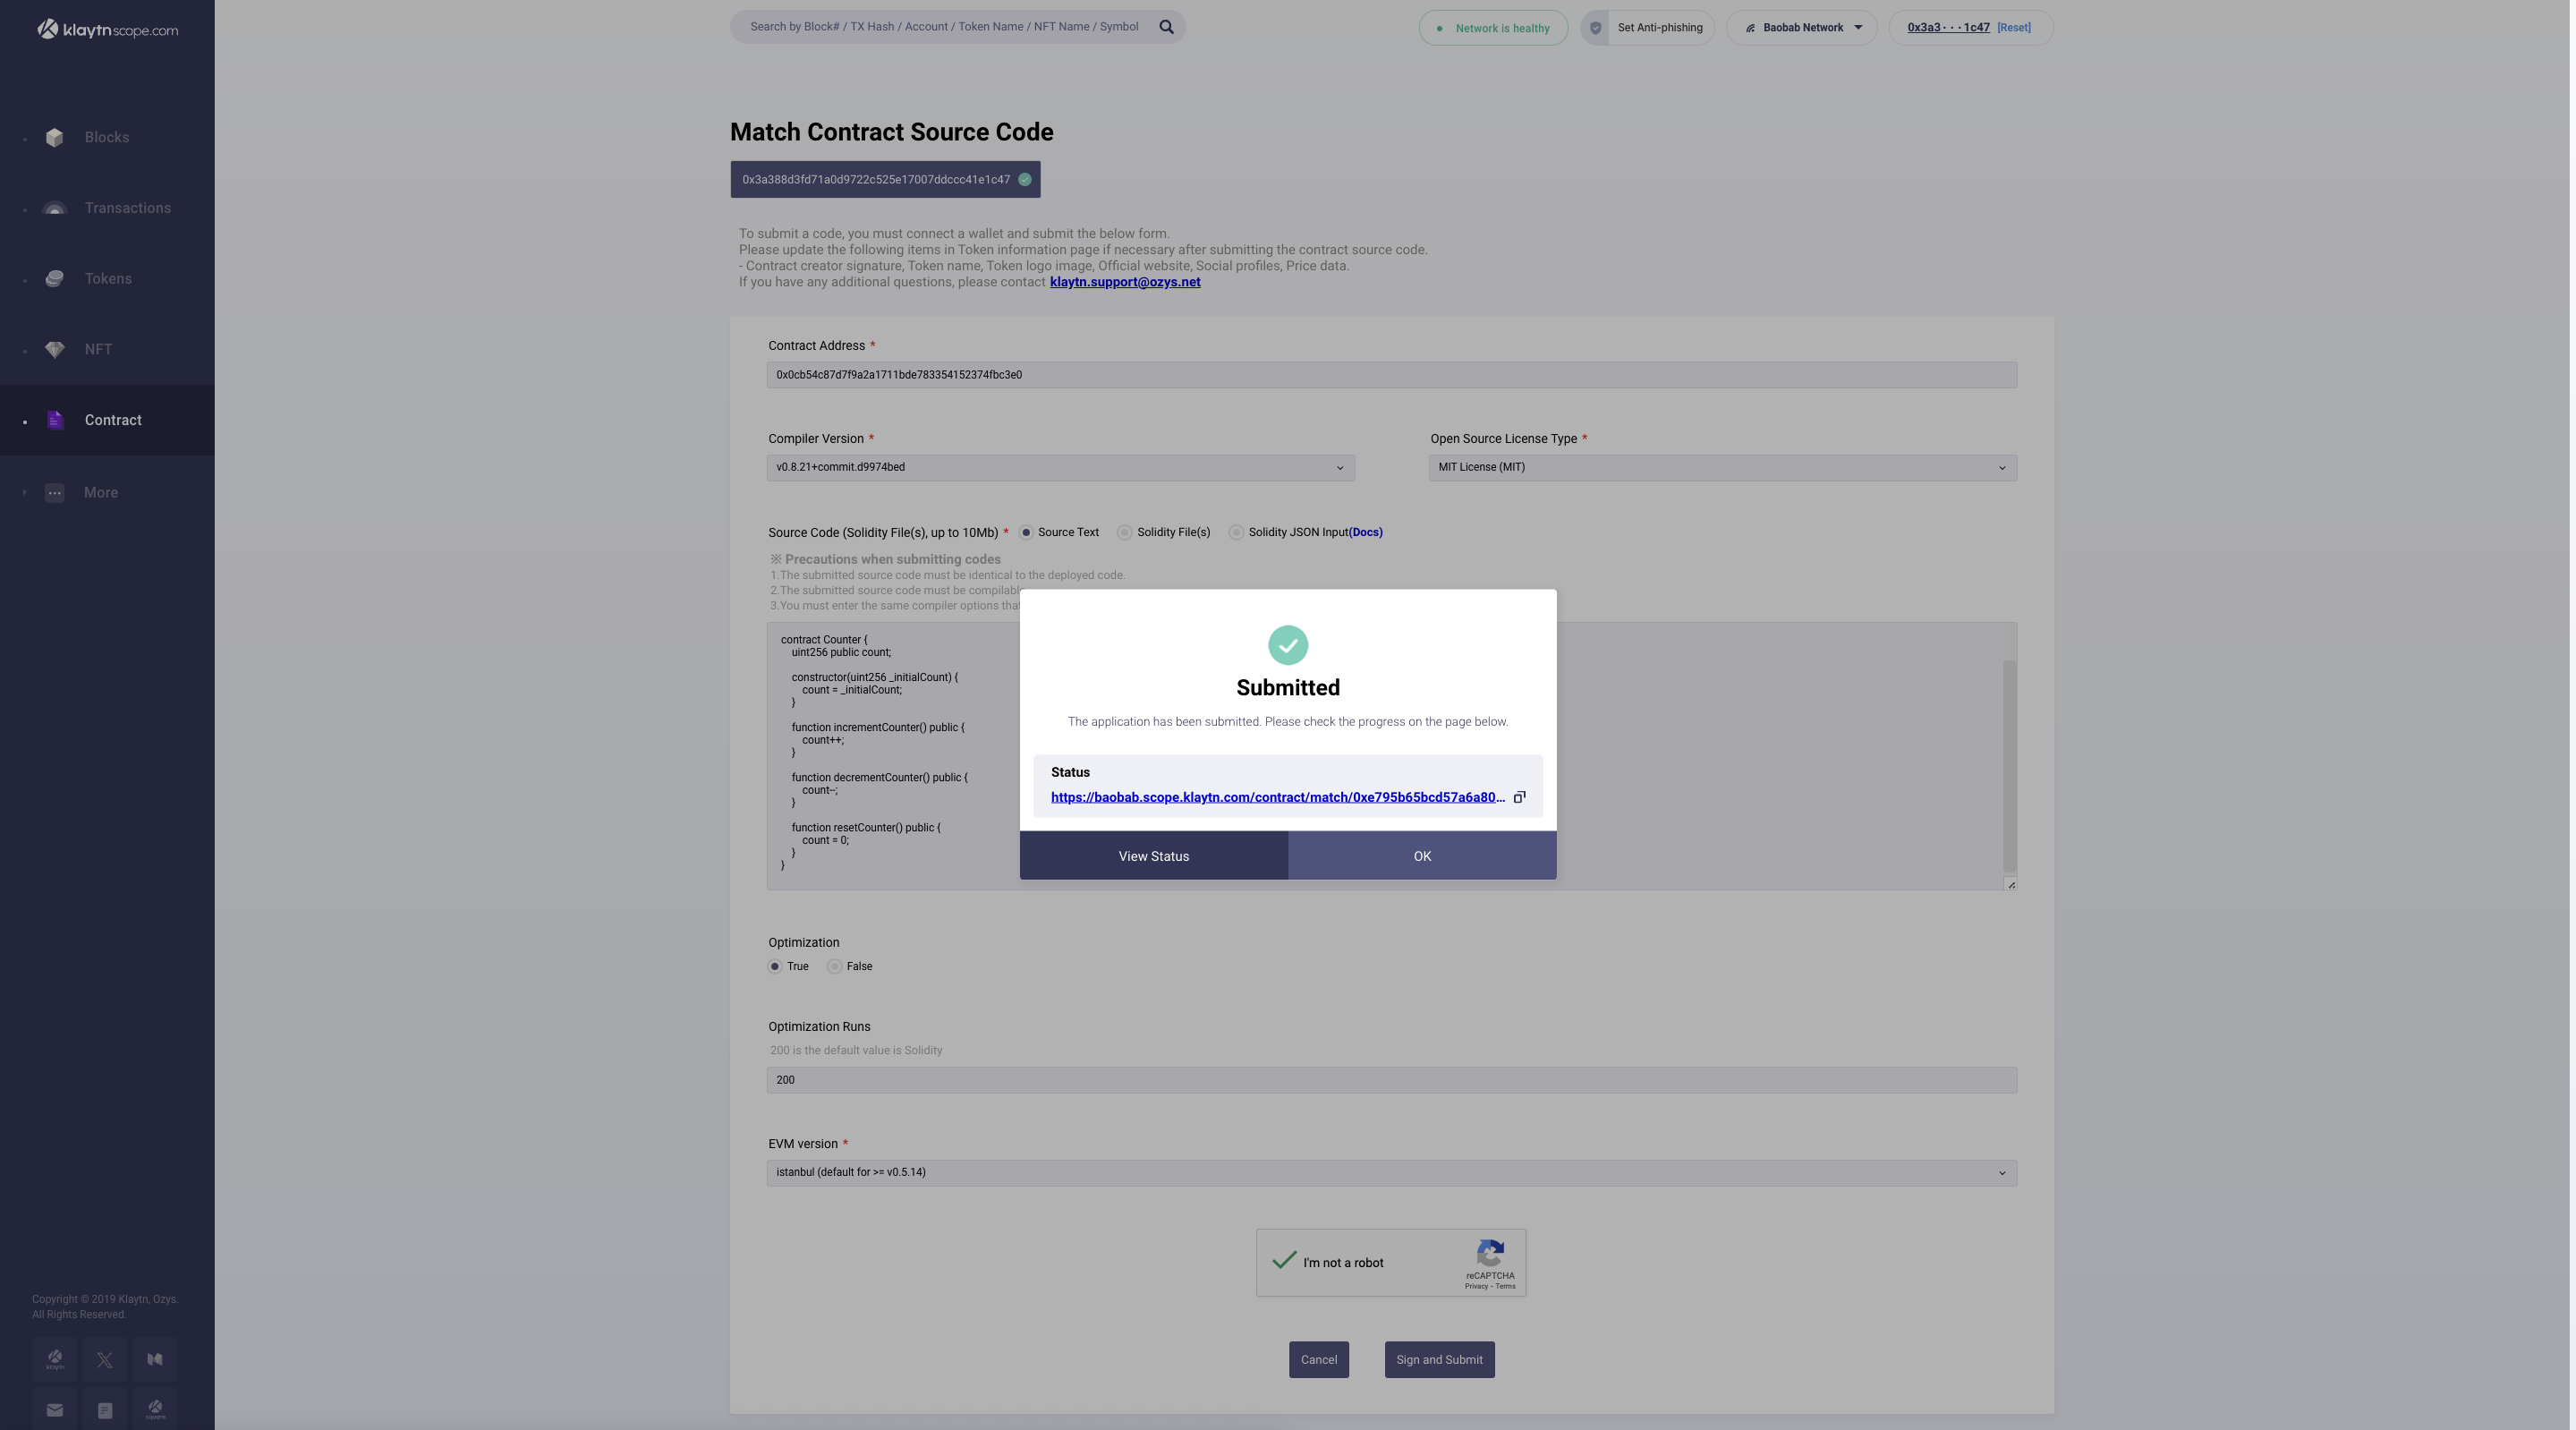 klaytnscope.com
Search by Block# / TX Hash / Account / Token Name / NFT Name / Symbol
Network is healthy
Set Anti-phishing
Baobab Network
0x3a3 · · · 1c47 [Reset]
Blocks
Transactions
Tokens
NFT
Contract
More
Match Contract Source Code
0x3a388d3fd71a0d9722c525e17007ddccc41e1c47
To submit a code, you must connect a wallet and submit the below form.
Please update the following items in Token information page if necessary after submitting the contract source code.
- Contract creator signature, Token name, Token logo image, Official website, Social profiles, Price data.
If you have any additional questions, please contact klaytn.support@ozys.net
Contract Address *
0x0cb54c87d7f9a2a1711bde783354152374fbc3e0
Compiler Version *
Open Source License Type *
v0.8.21+commit.d9974bed
MIT License (MIT)
Source Code (Solidity File(s), up to 10Mb) * Source Text Solidity File(s) Solidity JSON Input(Docs)
※ Precautions when submitting codes
1.The submitted source code must be identical to the deployed code.
2.The submitted source code must be compilable
3.You must enter the same compiler options that
contract Counter {
uint256 public count;
constructor(uint256 _initialCount) {
count = _initialCount;
}
function incrementCounter() public {
count++;
}
function decrementCounter() public {
count--;
}
function resetCounter() public {
count = 0;
}
}
Submitted
The application has been submitted. Please check the progress on the page below.
Status
https://baobab.scope.klaytn.com/contract/match/0xe795b65bcd57a6a80...
View Status
OK
Optimization
True False
Optimization Runs
200 is the default value is Solidity
200
EVM version *
istanbul (default for >= v0.5.14)
I'm not a robot
reCAPTCHA
Privacy - Terms
Cancel
Sign and Submit
Copyright © 2019 Klaytn, Ozys.
All Rights Reserved.
klaytn
square